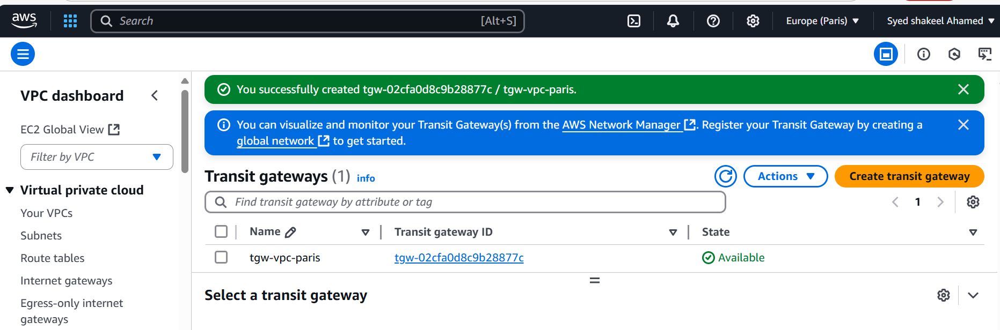 aws
Search
[Alt+S]
Europe (Paris)
Syed shakeel Ahamed
VPC dashboard
EC2 Global View
Filter by VPC
Virtual private cloud
Your VPCs
Subnets
Route tables
Internet gateways
Egress-only internet
gateways
You successfully created tgw-02cfa0d8c9b28877c / tgw-vpc-paris.
You can visualize and monitor your Transit Gateway(s) from the AWS Network Manager. Register your Transit Gateway by creating a
global network to get started.
Transit gateways (1) info
Actions
Create transit gateway
Find transit gateway by attribute or tag
1
Name
Transit gateway ID
State
tgw-vpc-paris
tgw-02cfa0d8c9b28877c
Available
Select a transit gateway